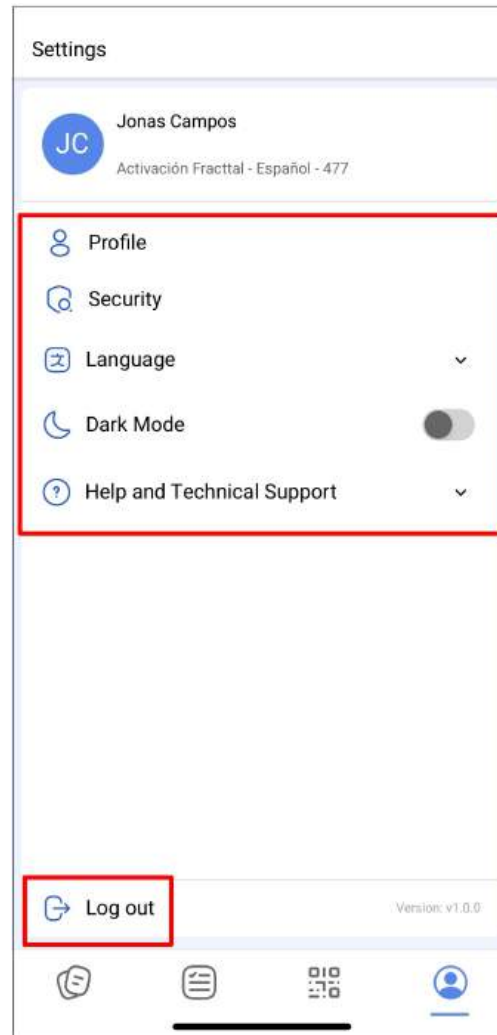 Settings
JC
Jonas Campos
Activación Fracttal - Español - 477
Profile
Security
文
Language
Dark Mode
?
Help and Technical Support
Log out
Version: v1.0.0